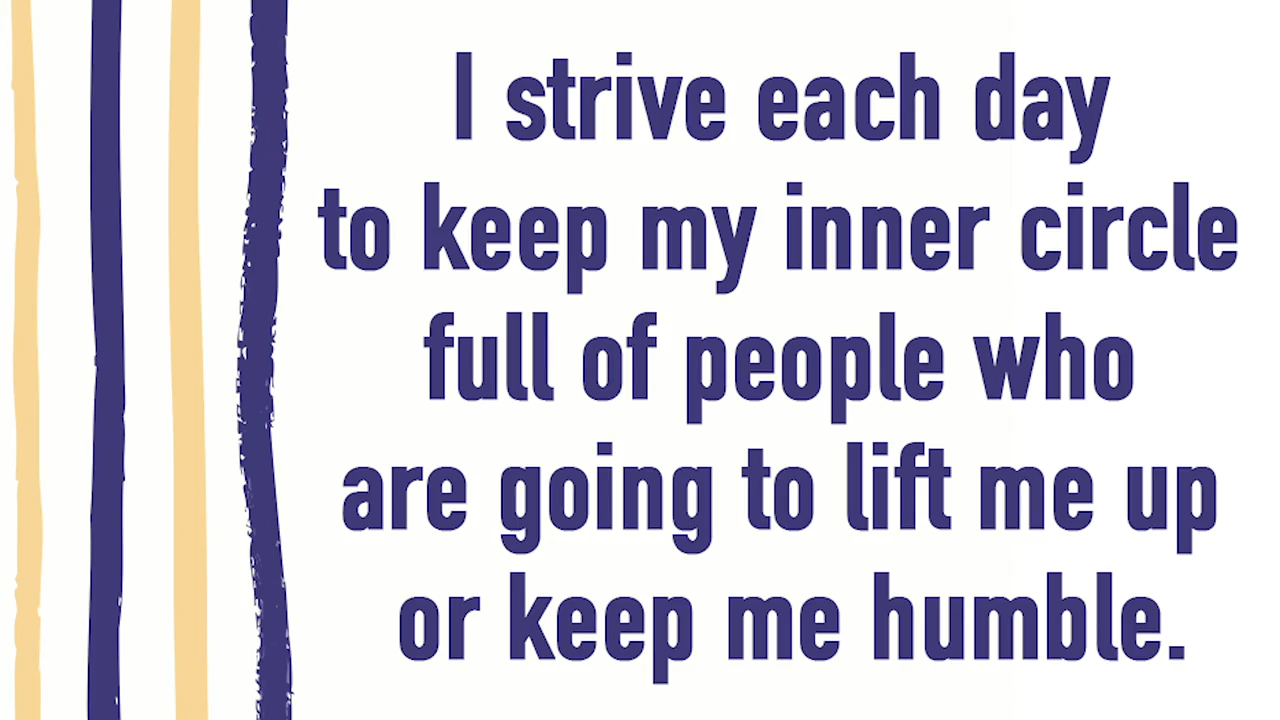 I strive each day
to keep my inner circle
full of people who
are going to lift me up
or keep me humble.